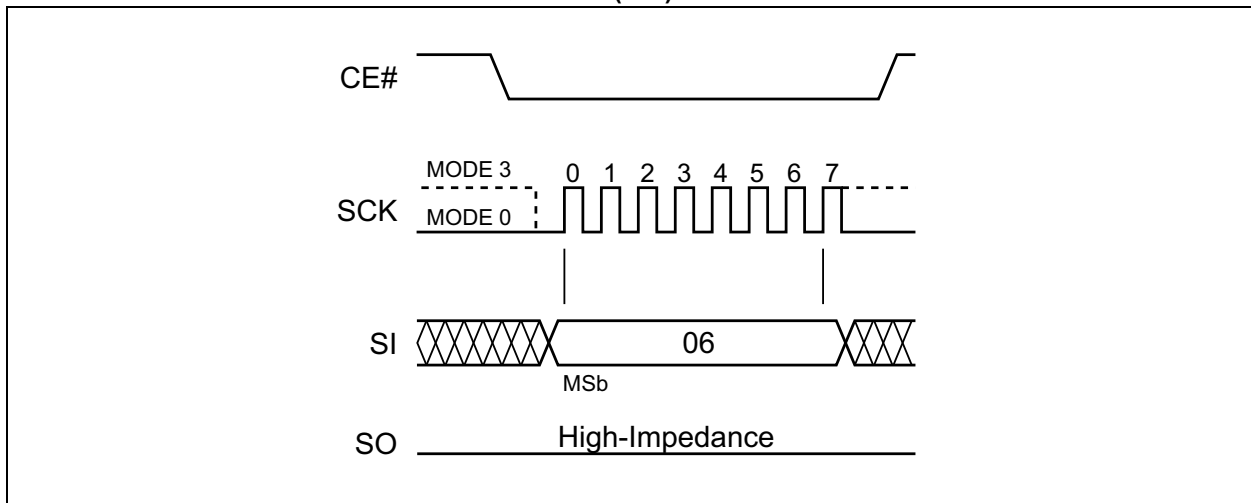 CE#
MODE 3
0 1 2 3 4 5 6 7
SCK
MODE 0
SI
06
MSb
SO
High-Impedance